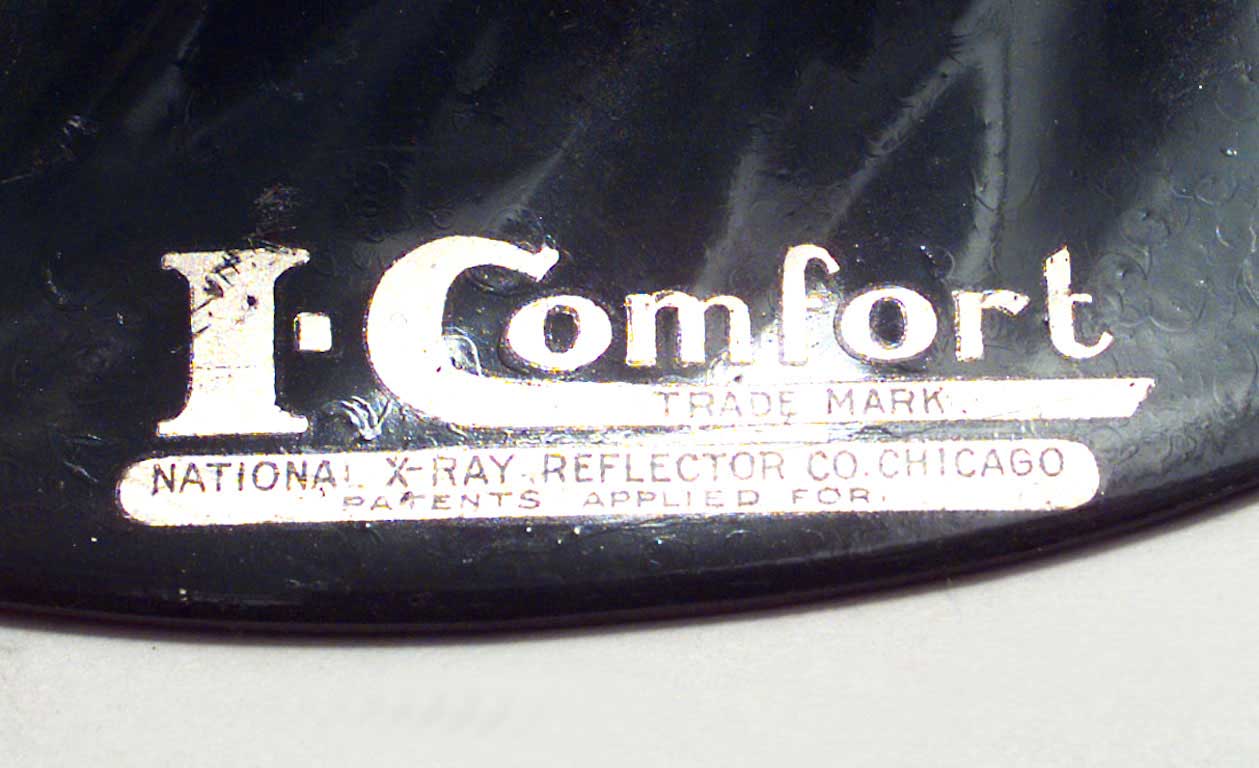 I·Comfort
TRADE MARK.
NATIONAL X-RAY REFLECTOR CO. CHICAGO
PATENTS APPLIED FOR.